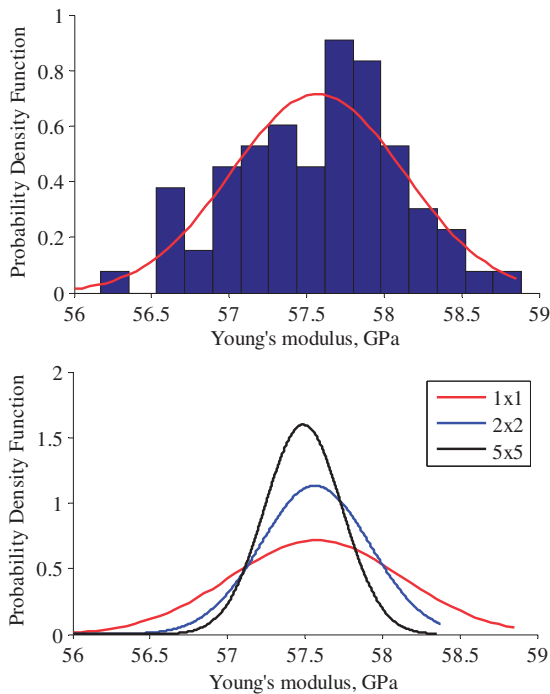 Probability Density Function
1
0.8
0.6
0.4
0.2
0
56 56.5 57 57.5 58 58.5 59
Young's modulus, GPa
Probability Density Function
2
1.5
1
0.5
0
1x1
2x2
5x5
56 56.5 57 57.5 58 58.5 59
Young's modulus, GPa